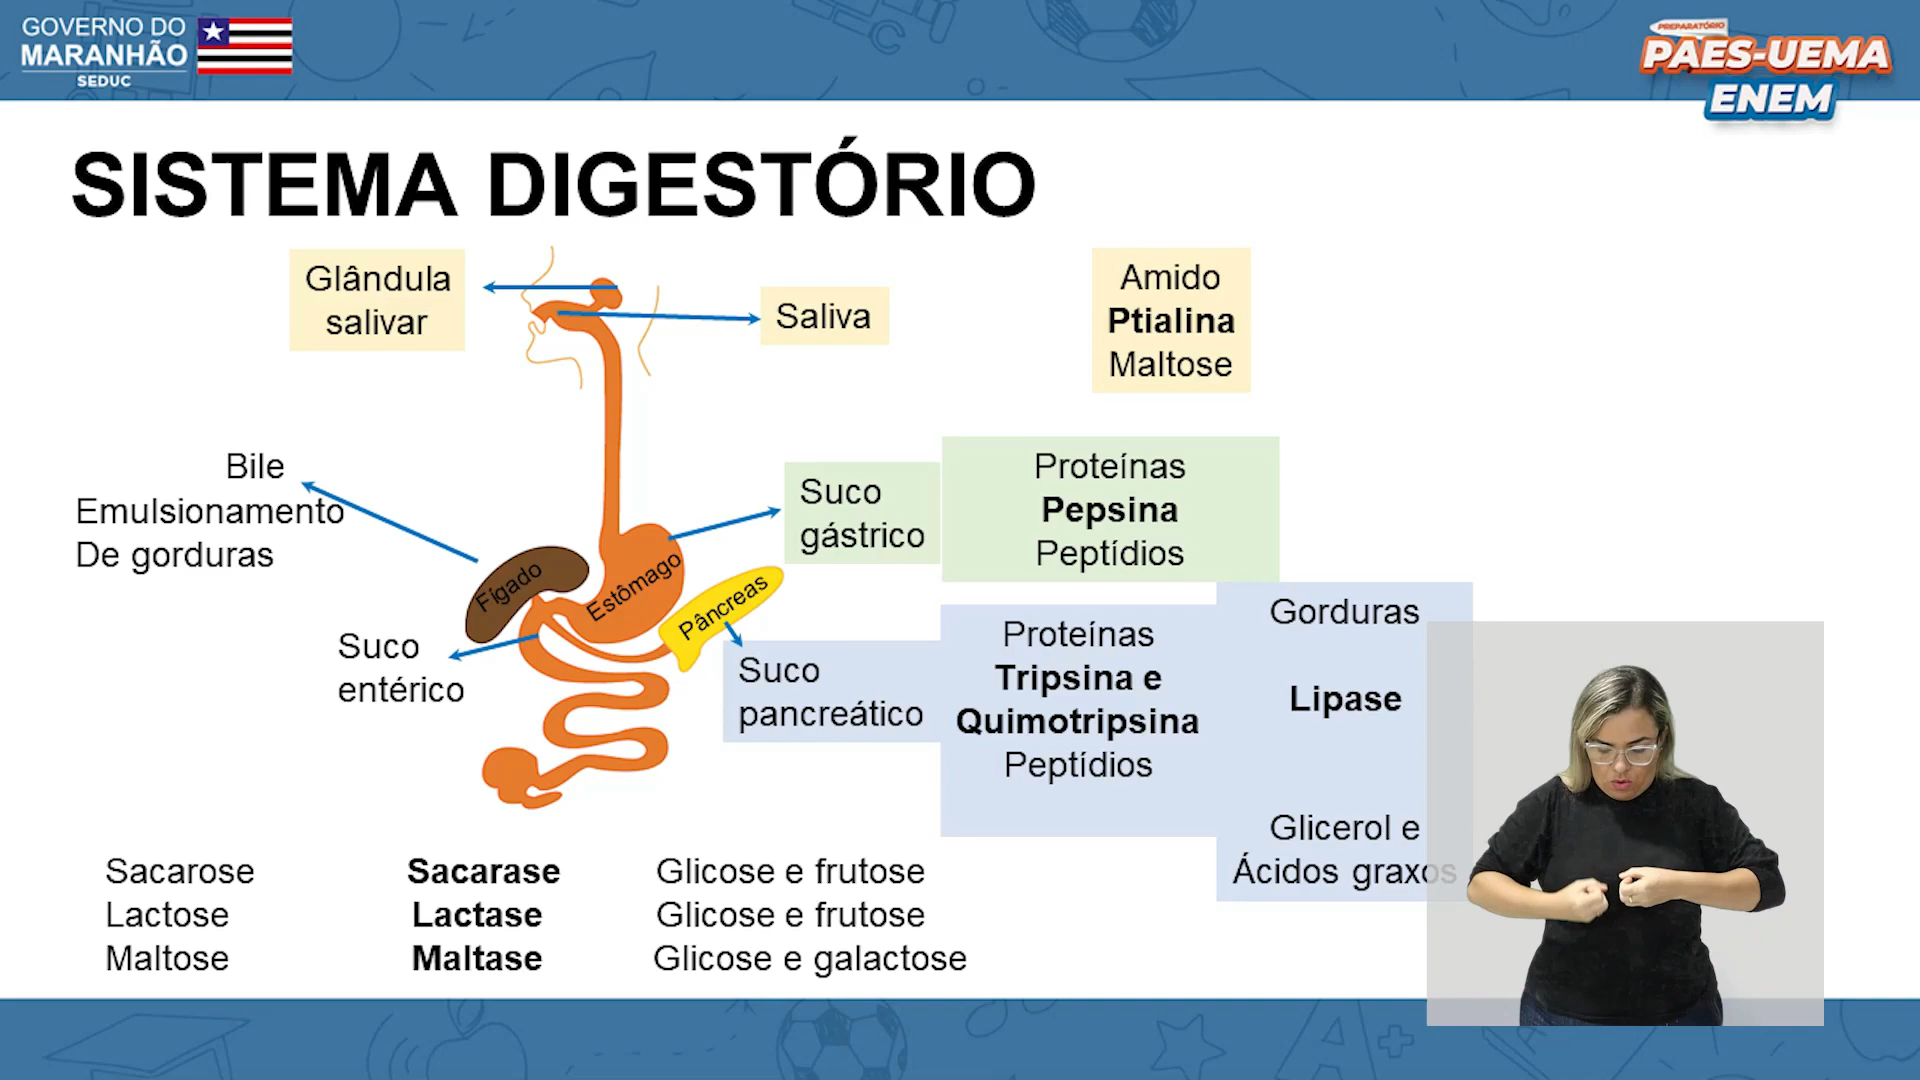 GOVERNO DO
MARANHÃO
SEDUC
PREPARATÓRIO
PAES-UEMA
ENEM
SISTEMA DIGESTÓRIO
Glândula
salivar
Saliva
Amido
Ptialina
Maltose
Bile
Emulsionamento
De gorduras
Suco
gástrico
Proteínas
Pepsina
Peptídios
Fígado
Estômago
Pâncreas
Suco
entérico
Suco
pancreático
Proteínas
Tripsina e
Quimotripsina
Peptídios
Gorduras
Lipase
Glicerol e
Ácidos graxos
Sacarose Sacarase Glicose e frutose
Lactose Lactase Glicose e frutose
Maltose Maltase Glicose e galactose
A+